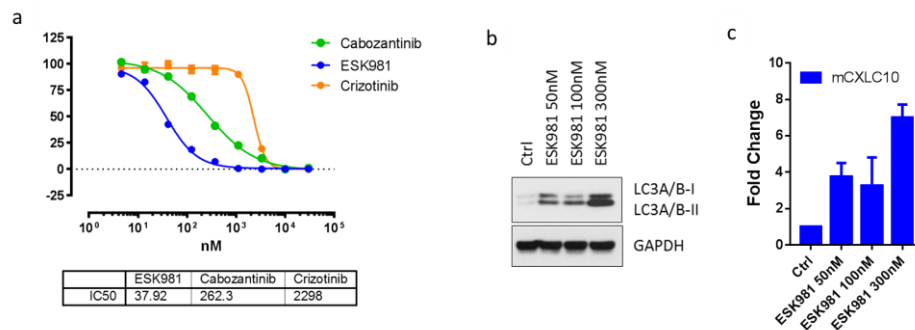 a
125
100
75
50
25
0
-25
10^0 10^1 10^2 10^3 10^4 10^5
nM
Cabozantinib
ESK981
Crizotinib
ESK981 Cabozantinib Crizotinib
IC50 37.92 262.3 2298
b
Ctrl
ESK981 50nM
ESK981 100nM
ESK981 300nM
LC3A/B-I
LC3A/B-II
GAPDH
c
mCXLC10
Fold Change
10
8
6
4
2
0
Ctrl
ESK981 50nM
ESK981 100nM
ESK981 300nM